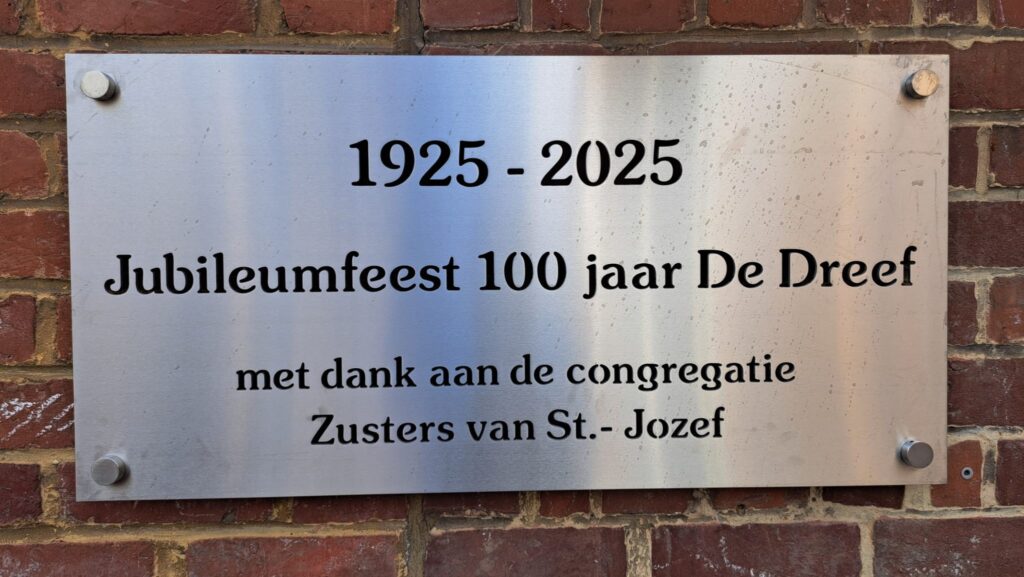 1925 - 2025
Jubileumfeest 100 jaar De Dreef
met dank aan de congregatie
Zusters van St.- Jozef